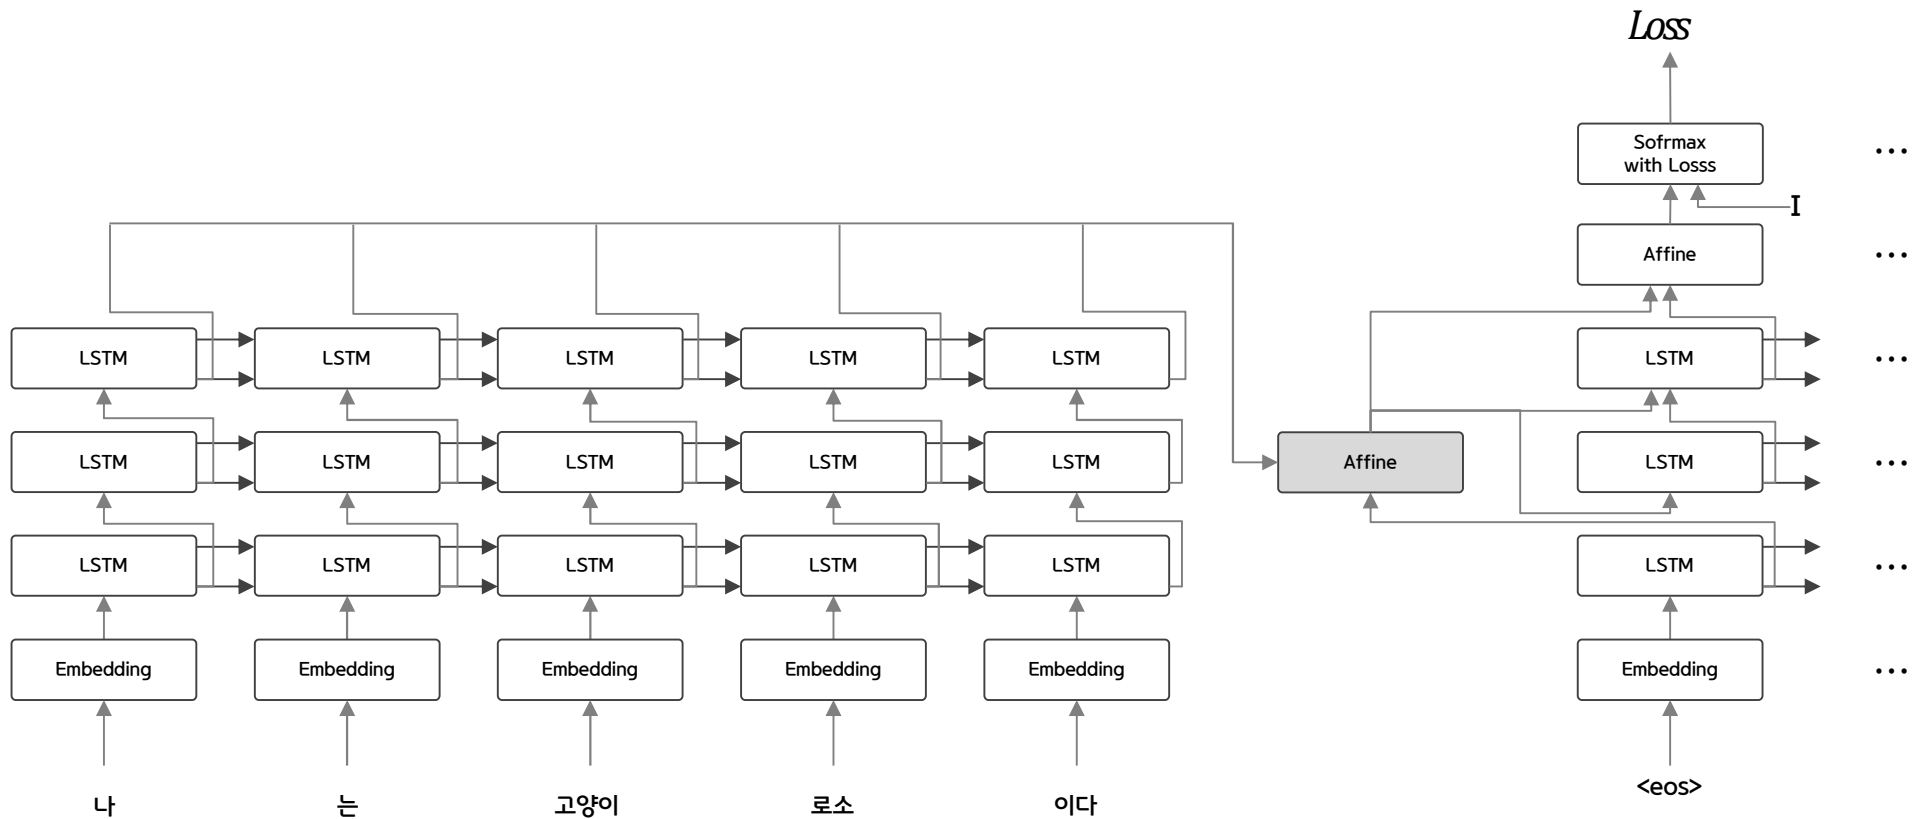 Loss
Sofrmax
with Losss
...
I
Affine
...
LSTM
LSTM
LSTM
LSTM
LSTM
LSTM
...
LSTM
LSTM
LSTM
LSTM
LSTM
Affine
LSTM
...
LSTM
LSTM
LSTM
LSTM
LSTM
LSTM
...
Embedding
Embedding
Embedding
Embedding
Embedding
Embedding
...
나
는
고양이
로소
이다
<eos>